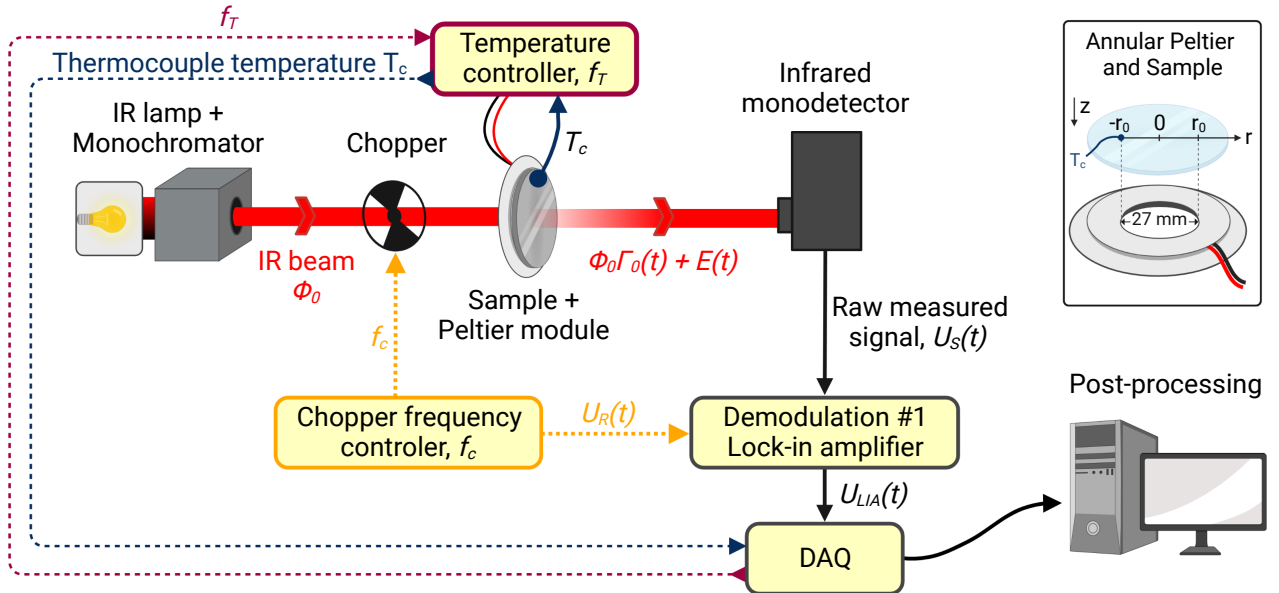 f_T
Thermocouple temperature T_c
Temperature
controller, f_T
IR lamp +
Monochromator
Chopper
T_c
Infrared
monodetector
IR beam
Φ_0
Φ_0Γ_0(t) + E(t)
Sample +
Peltier module
f_c
Raw measured
signal, U_S(t)
Chopper frequency
controler, f_c
U_R(t)
Demodulation #1
Lock-in amplifier
U_LIA(t)
DAQ
Annular Peltier
and Sample
z
-r_0 0 r_0
r
T_c
27 mm
Post-processing